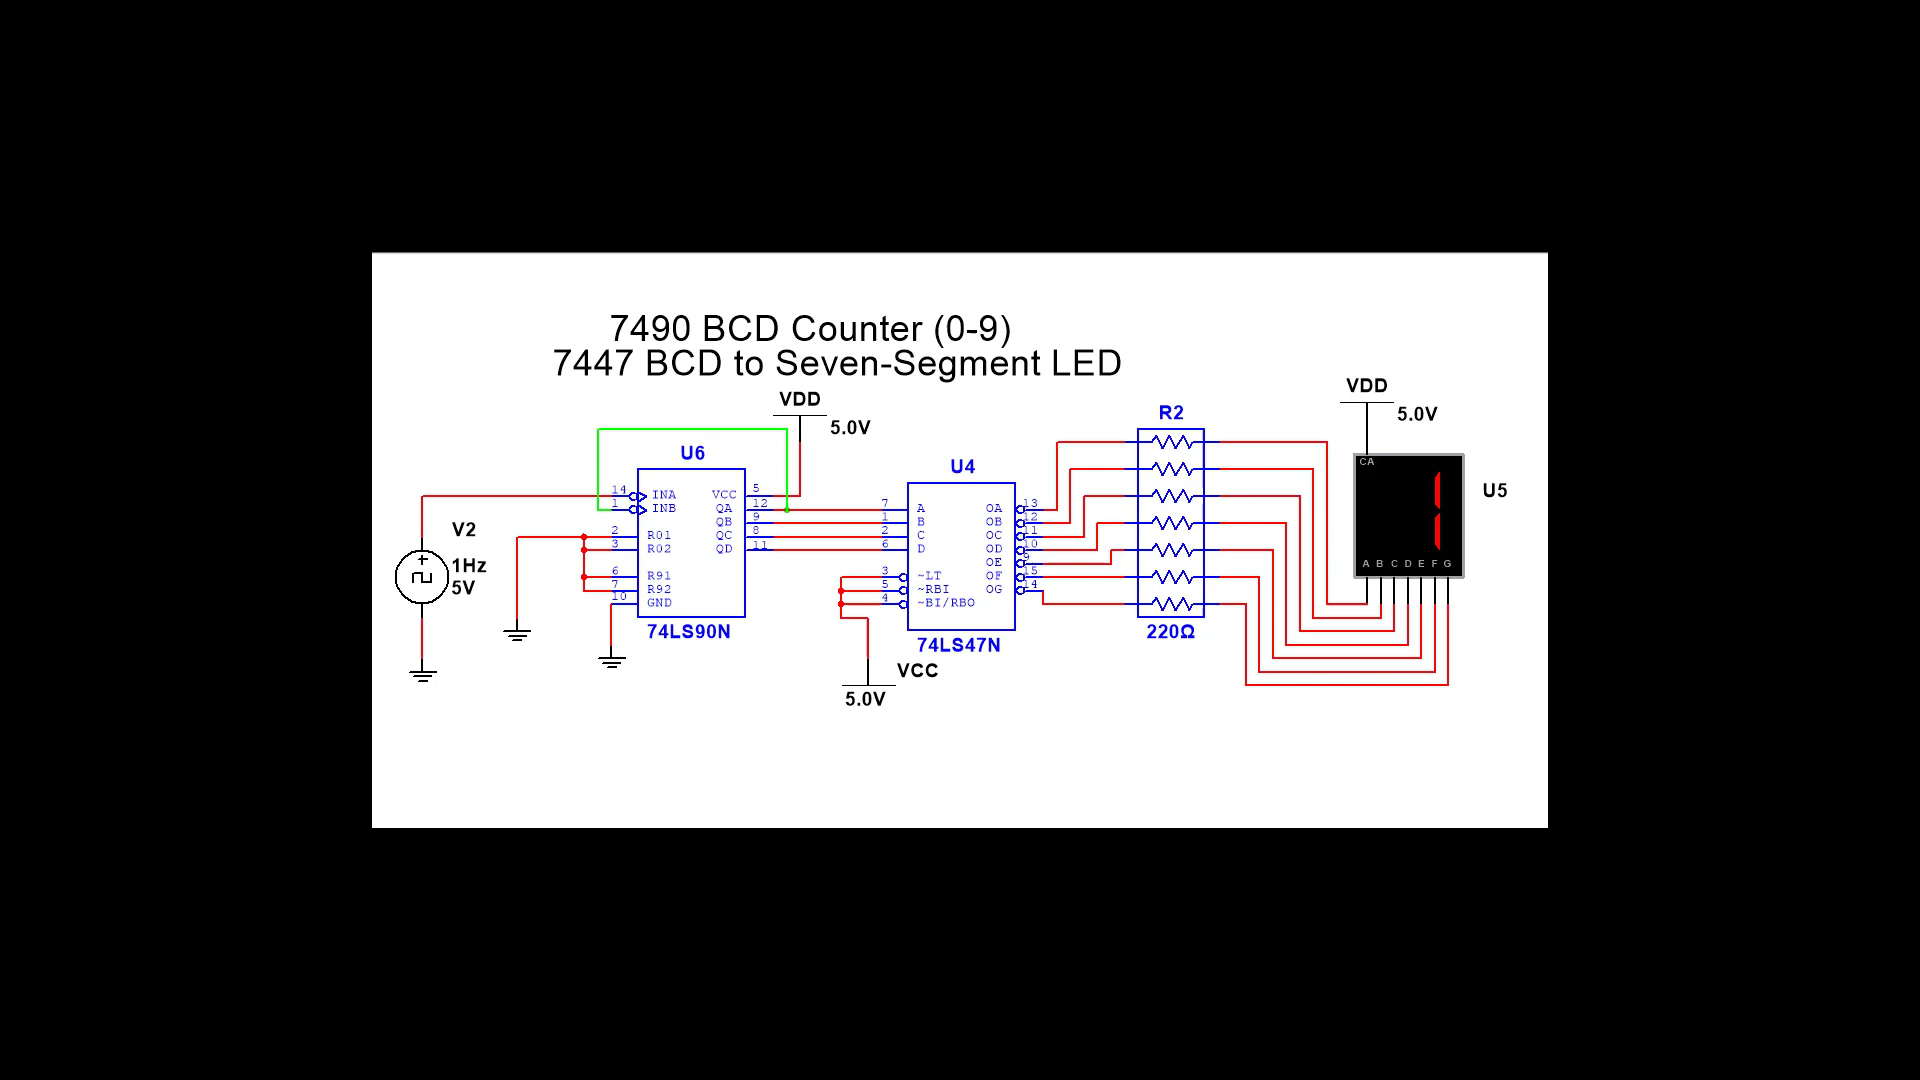 7490 BCD Counter (0-9)
7447 BCD to Seven-Segment LED
VDD
5.0V
U6
14 INA VCC 5
1 INB QA 12
QB 9
2 R01 QC 8
3 R02 QD 11
6 R91
7 R92
10 GND
74LS90N
V2
1Hz
5V
U4
7 A OA 13
1 B OB 12
2 C OC 11
6 D OD 10
OE 9
3 ~LT OF 15
5 ~RBI OG 14
4 ~BI/RBO
74LS47N
VCC
5.0V
R2
220Ω
VDD
5.0V
CA
1
A B C D E F G
U5